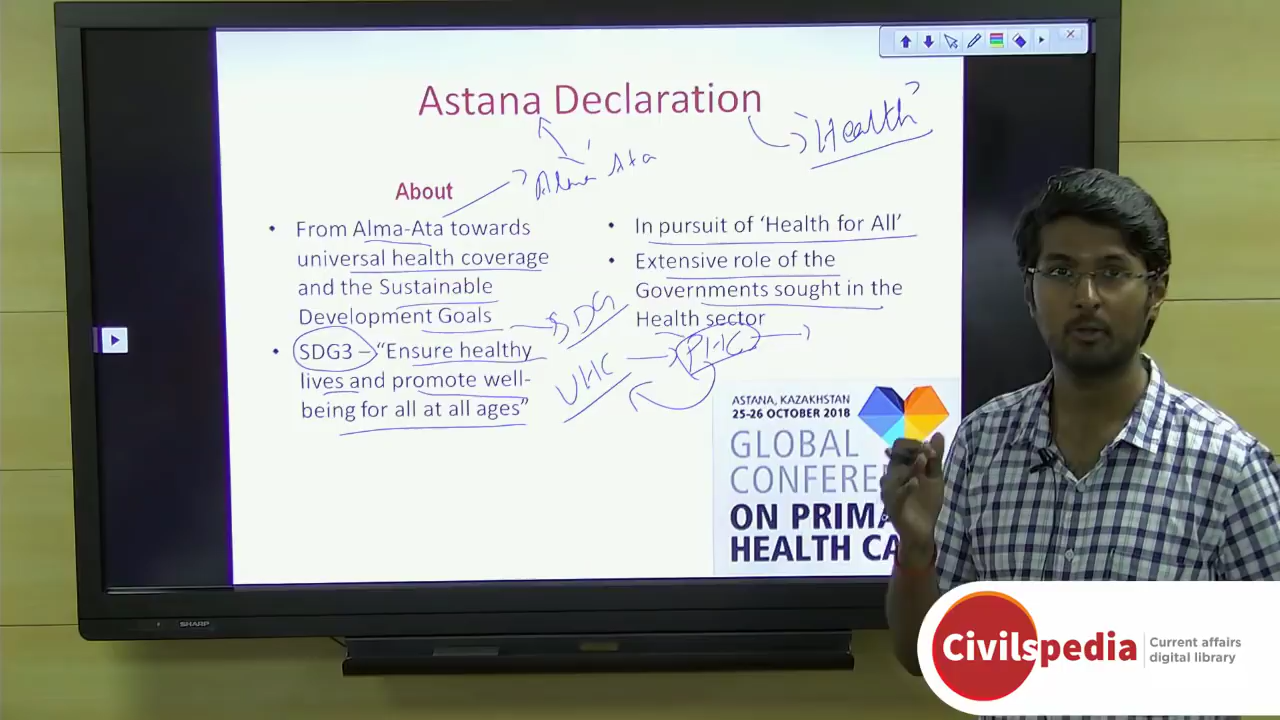 Astana Declaration
Health
Alma Ata
About
• From Alma-Ata towards
universal health coverage
and the Sustainable
Development Goals
• SDG3 – “Ensure healthy
lives and promote well-
being for all at all ages”
SDG
UHC
• In pursuit of ‘Health for All’
• Extensive role of the
Governments sought in the
Health sector
PHC
ASTANA, KAZAKHSTAN
25-26 OCTOBER 2018
GLOBAL
CONFERE
ON PRIMA
HEALTH CA
SHARP
Civilspedia
Current affairs
digital library